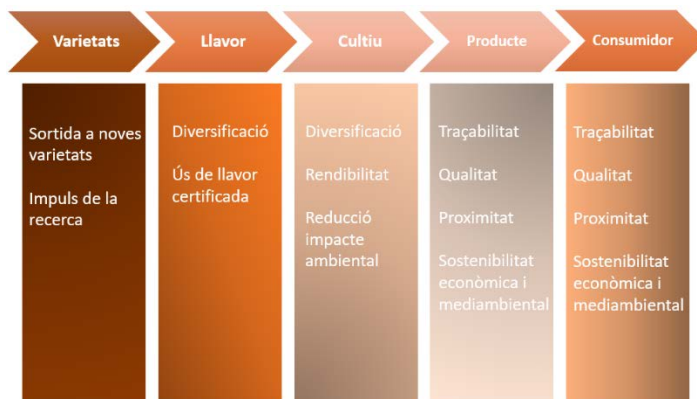 Varietats
Llavor
Cultiu
Producte
Consumidor
Sortida a noves
varietats
Impuls de la
recerca
Diversificació
Ús de llavor
certificada
Diversificació
Rendibilitat
Reducció
impacte
ambiental
Traçabilitat
Qualitat
Proximitat
Sostenibilitat
econòmica i
mediambiental
Traçabilitat
Qualitat
Proximitat
Sostenibilitat
econòmica i
mediambiental